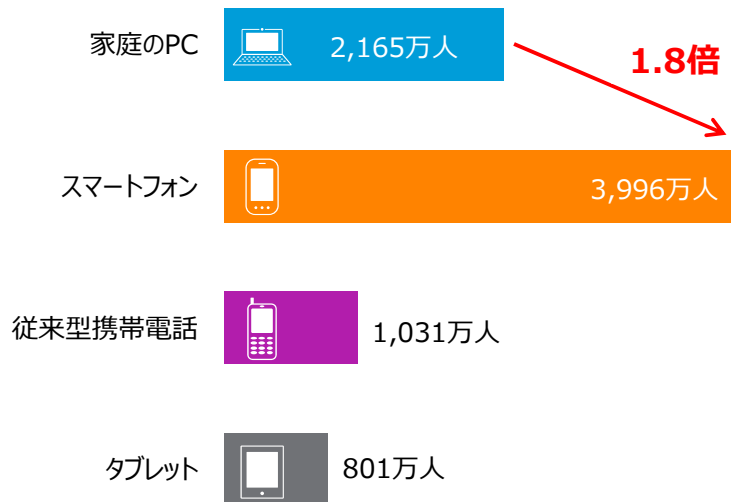 家庭のPC
2,165万人
1.8倍
スマートフォン
3,996万人
従来型携帯電話
1,031万人
タブレット
801万人